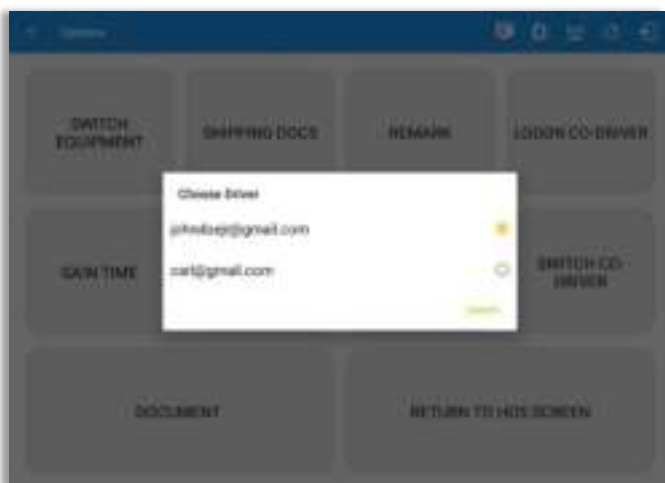 Options
SWITCH
EQUIPMENT
SHIPPING DOCS
REMARK
LOGON CO-DRIVER
Choose Driver
@gmail.com
carl@gmail.com
GAIN TIME
SWITCH CO-
DRIVER
DOCUMENT
RETURN TO HOS SCREEN